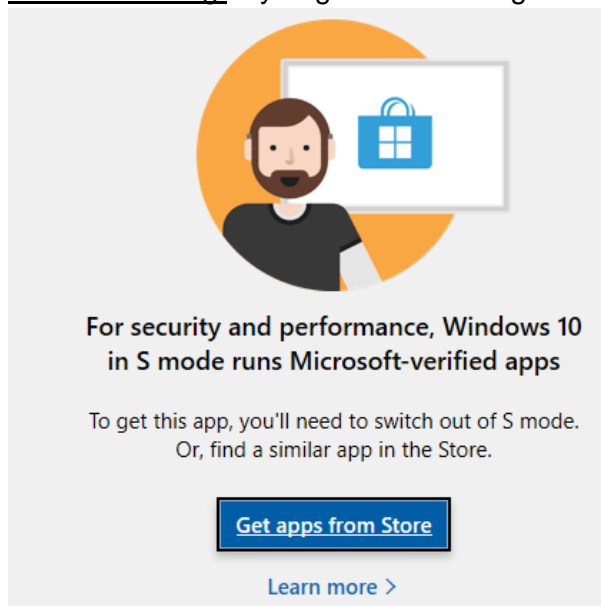 For security and performance, Windows 10
in S mode runs Microsoft-verified apps
To get this app, you'll need to switch out of S mode.
Or, find a similar app in the Store.
Get apps from Store
Learn more >